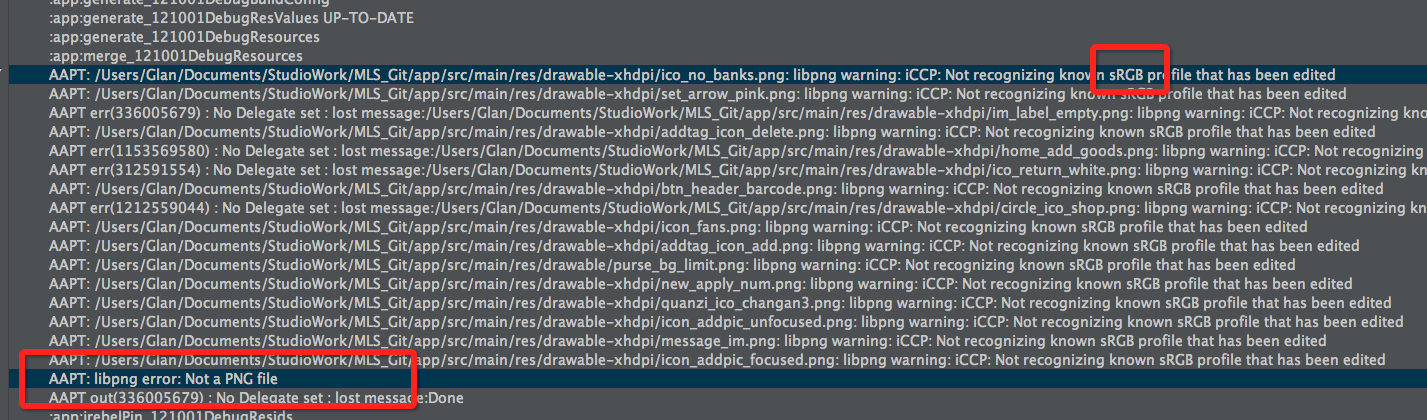 :app:generate_121001DebugBuildConfig
:app:generate_121001DebugResValues UP-TO-DATE
:app:generate_121001DebugResources
:app:merge_121001DebugResources
AAPT: /Users/Glan/Documents/StudioWork/MLS_Git/app/src/main/res/drawable-xhdpi/ico_no_banks.png: libpng warning: iCCP: Not recognizing known sRGB profile that has been edited
AAPT: /Users/Glan/Documents/StudioWork/MLS_Git/app/src/main/res/drawable-xhdpi/set_arrow_pink.png: libpng warning: iCCP: Not recognizing known sRGB profile that has been edited
AAPT err(336005679) : No Delegate set : lost message:/Users/Glan/Documents/StudioWork/MLS_Git/app/src/main/res/drawable-xhdpi/im_label_empty.png: libpng warning: iCCP: Not recognizing kno
AAPT: /Users/Glan/Documents/StudioWork/MLS_Git/app/src/main/res/drawable-xhdpi/addtag_icon_delete.png: libpng warning: iCCP: Not recognizing known sRGB profile that has been edited
AAPT err(1153569580) : No Delegate set : lost message:/Users/Glan/Documents/StudioWork/MLS_Git/app/src/main/res/drawable-xhdpi/home_add_goods.png: libpng warning: iCCP: Not recognizing
AAPT err(312591554) : No Delegate set : lost message:/Users/Glan/Documents/StudioWork/MLS_Git/app/src/main/res/drawable-xhdpi/ico_return_white.png: libpng warning: iCCP: Not recognizing
AAPT: /Users/Glan/Documents/StudioWork/MLS_Git/app/src/main/res/drawable-xhdpi/btn_header_barcode.png: libpng warning: iCCP: Not recognizing known sRGB profile that has been edited
AAPT err(1212559044) : No Delegate set : lost message:/Users/Glan/Documents/StudioWork/MLS_Git/app/src/main/res/drawable-xhdpi/circle_ico_shop.png: libpng warning: iCCP: Not recognizing kn
AAPT: /Users/Glan/Documents/StudioWork/MLS_Git/app/src/main/res/drawable-xhdpi/icon_fans.png: libpng warning: iCCP: Not recognizing known sRGB profile that has been edited
AAPT: /Users/Glan/Documents/StudioWork/MLS_Git/app/src/main/res/drawable-xhdpi/addtag_icon_add.png: libpng warning: iCCP: Not recognizing known sRGB profile that has been edited
AAPT: /Users/Glan/Documents/StudioWork/MLS_Git/app/src/main/res/drawable/purse_bg_limit.png: libpng warning: iCCP: Not recognizing known sRGB profile that has been edited
AAPT: /Users/Glan/Documents/StudioWork/MLS_Git/app/src/main/res/drawable-xhdpi/new_apply_num.png: libpng warning: iCCP: Not recognizing known sRGB profile that has been edited
AAPT: /Users/Glan/Documents/StudioWork/MLS_Git/app/src/main/res/drawable-xhdpi/quanzi_ico_changan3.png: libpng warning: iCCP: Not recognizing known sRGB profile that has been edited
AAPT: /Users/Glan/Documents/StudioWork/MLS_Git/app/src/main/res/drawable-xhdpi/icon_addpic_unfocused.png: libpng warning: iCCP: Not recognizing known sRGB profile that has been edited
AAPT: /Users/Glan/Documents/StudioWork/MLS_Git/app/src/main/res/drawable-xhdpi/message_im.png: libpng warning: iCCP: Not recognizing known sRGB profile that has been edited
AAPT: /Users/Glan/Documents/StudioWork/MLS_Git/app/src/main/res/drawable-xhdpi/icon_addpic_focused.png: libpng warning: iCCP: Not recognizing known sRGB profile that has been edited
AAPT: libpng error: Not a PNG file
AAPT out(336005679) : No Delegate set : lost message:Done
:app:jrebelPin_121001DebugResids